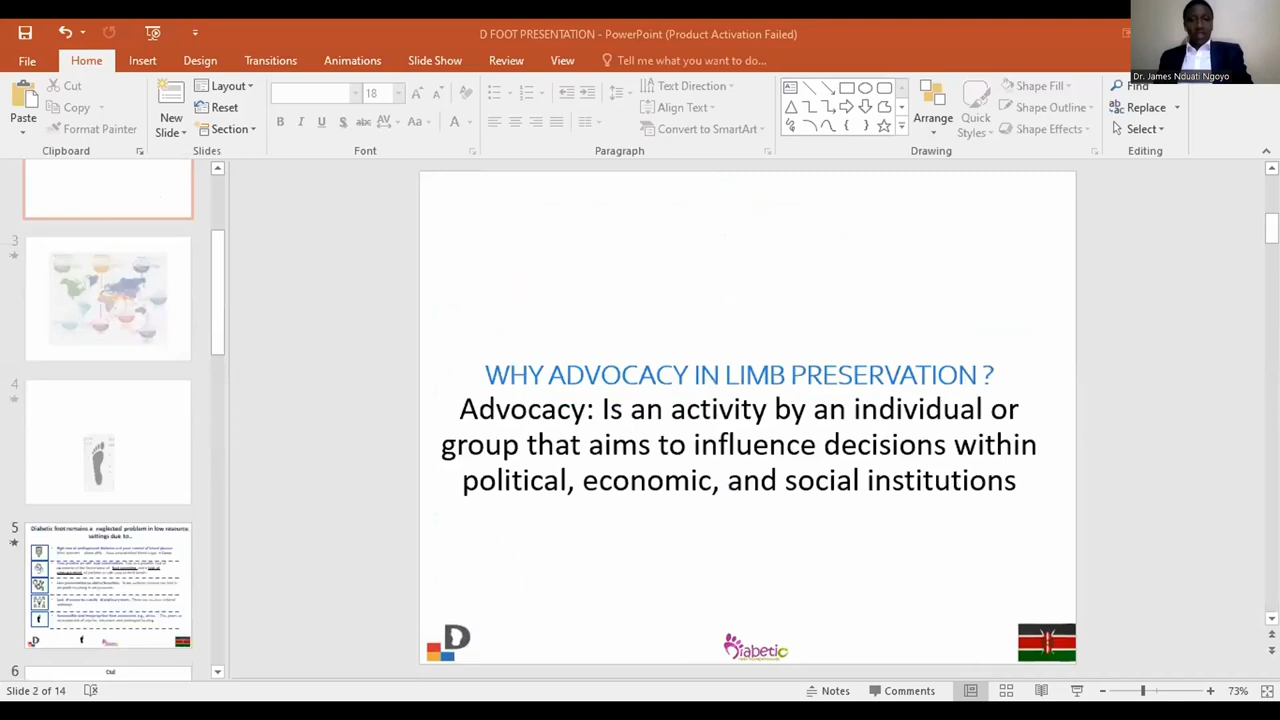 D FOOT PRESENTATION - PowerPoint (Product Activation Failed)
File Home Insert Design Transitions Animations Slide Show Review View Tell me what you want to do...
Dr. James Nduati Ngoyo
Paste
Cut
Copy
Format Painter
Clipboard
New
Slide
Layout
Reset
Section
Slides
18
B I U S abc AV Aa A
Font
Text Direction
Align Text
Convert to SmartArt
Paragraph
Arrange
Quick
Styles
Shape Fill
Shape Outline
Shape Effects
Drawing
Find
Replace
Select
Editing
3
4
5
Diabetic foot remains a neglected problem in low resource
settings due to..
6
WHY ADVOCACY IN LIMB PRESERVATION ?
Advocacy: Is an activity by an individual or
group that aims to influence decisions within
political, economic, and social institutions
D
Diabetic
Slide 2 of 14
Notes
Comments
73%